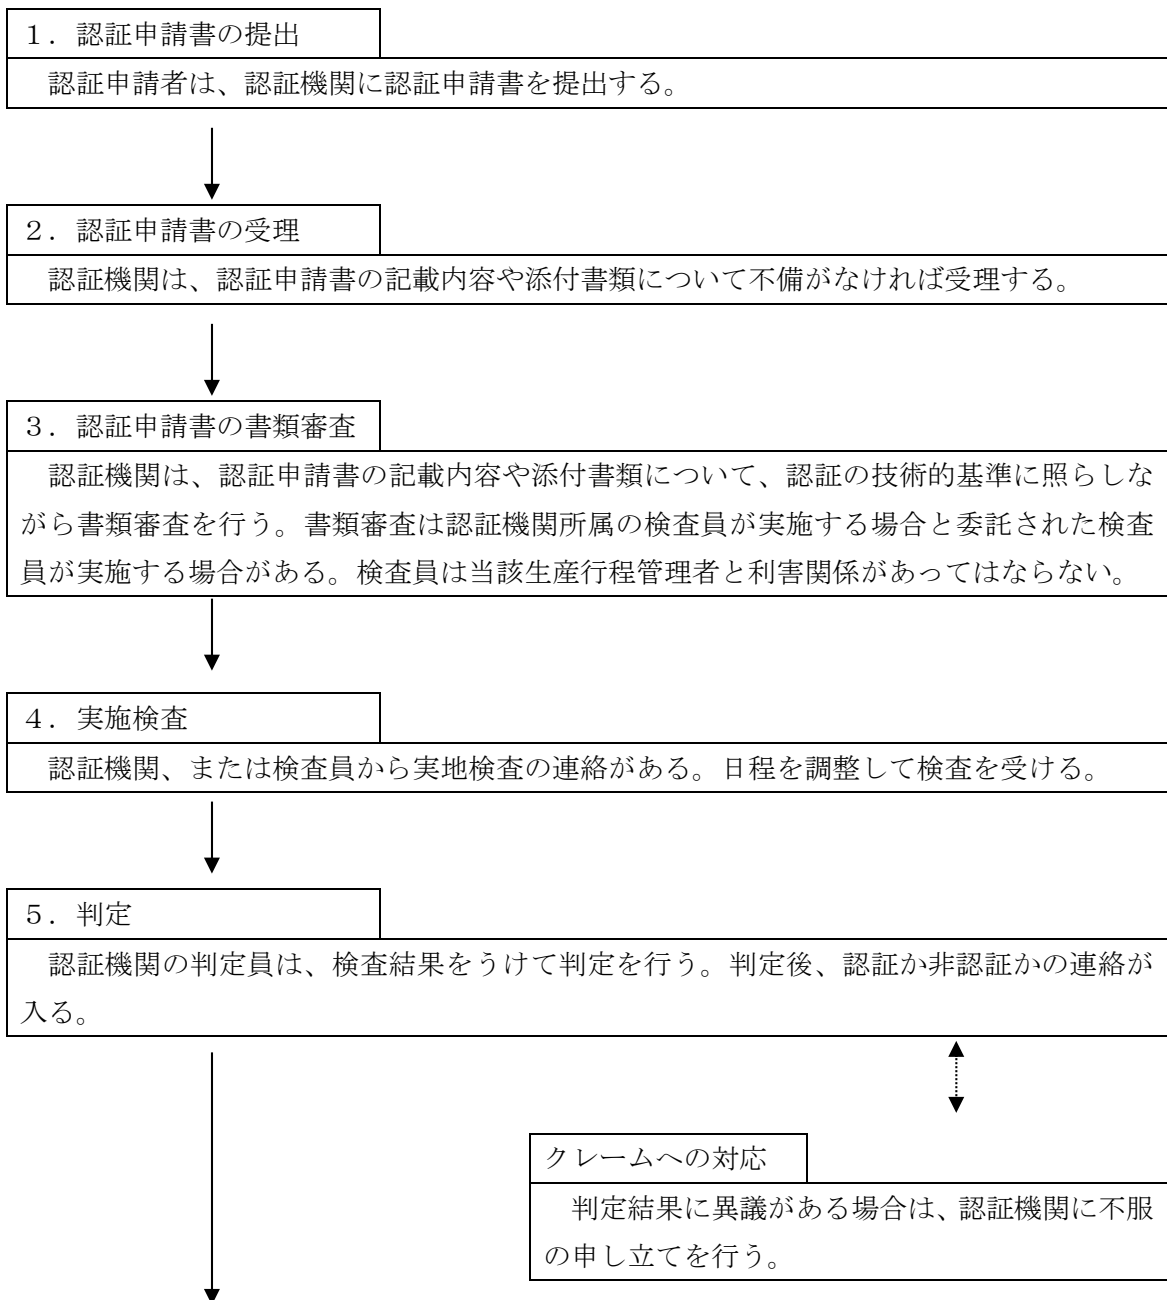 １．認証申請書の提出
認証申請者は、認証機関に認証申請書を提出する。
２．認証申請書の受理
認証機関は、認証申請書の記載内容や添付書類について不備がなければ受理する。
３．認証申請書の書類審査
認証機関は、認証申請書の記載内容や添付書類について、認証の技術的基準に照らしな
がら書類審査を行う。書類審査は認証機関所属の検査員が実施する場合と委託された検査
員が実施する場合がある。検査員は当該生産行程管理者と利害関係があってはならない。
４．実施検査
認証機関、または検査員から実地検査の連絡がある。日程を調整して検査を受ける。
５．判定
認証機関の判定員は、検査結果をうけて判定を行う。判定後、認証か非認証かの連絡が
入る。
クレームへの対応
判定結果に異議がある場合は、認証機関に不服
の申し立てを行う。